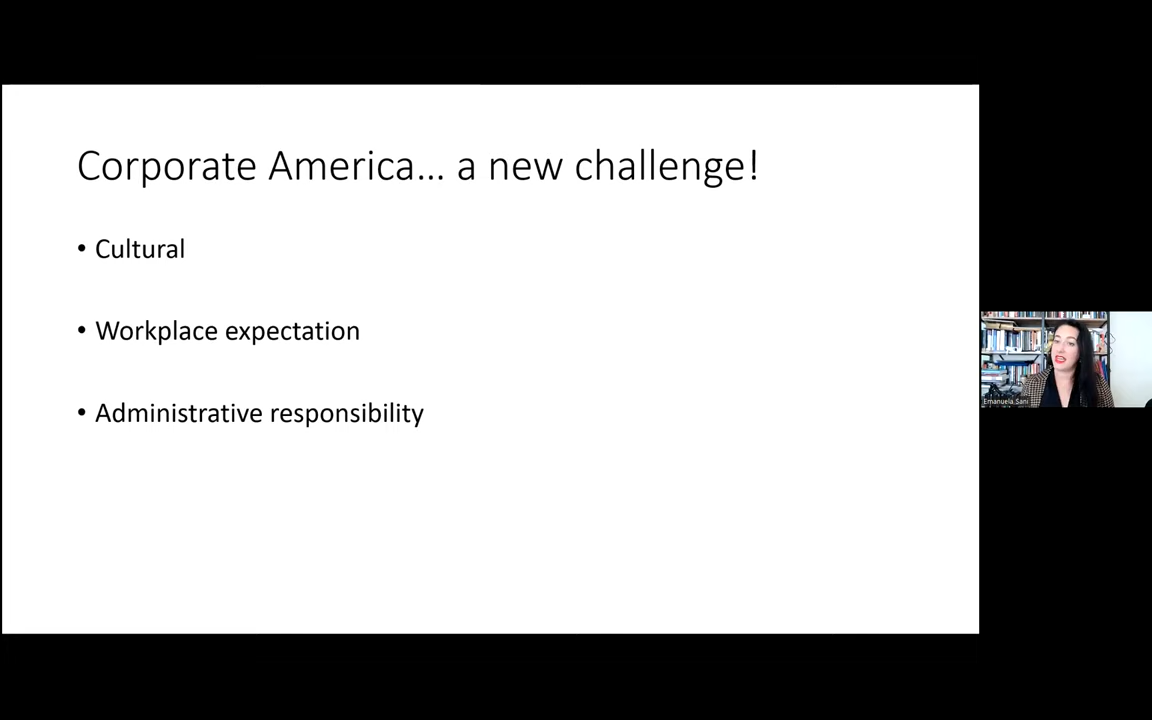 Corporate America... a new challenge!
• Cultural
• Workplace expectation
• Administrative responsibility
Emanuela Sani